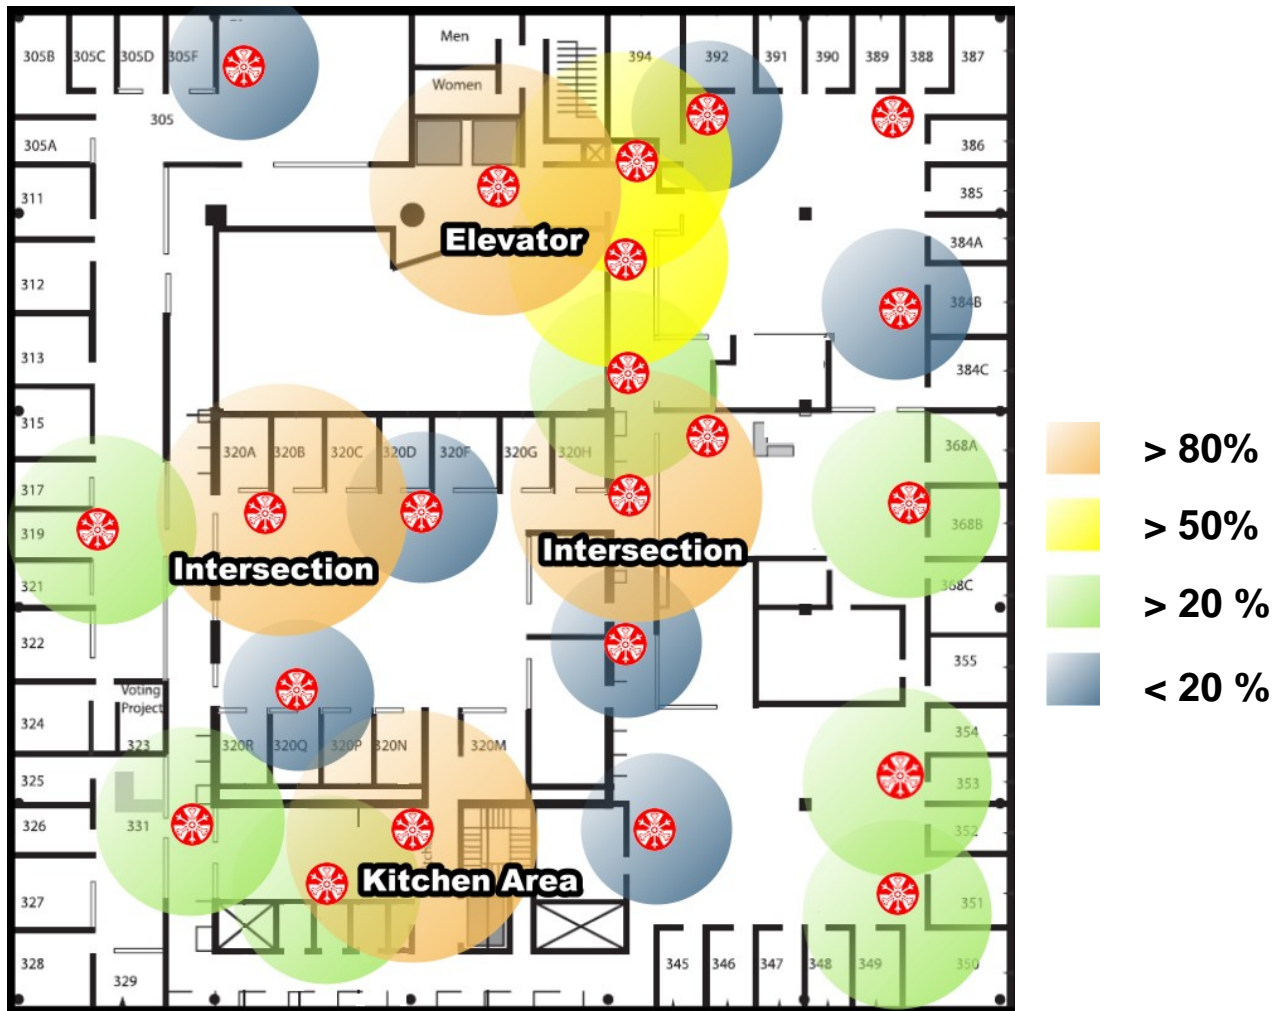 Men
394
392
391
390
389
388
387
305B
305C
305D
305F
Women
305
305A
386
311
385
Elevator
384A
312
384B
313
384C
315
320A
320B
320C
320D
320F
320G
320H
368A
> 80%
317
319
368B
> 50%
Intersection
Intersection
321
368C
> 20 %
322
355
Voting
Project
< 20 %
324
323
320R
320Q
320P
320N
320M
354
325
353
326
331
352
Kitchen Area
327
351
328
329
345
346
347
348
349
350